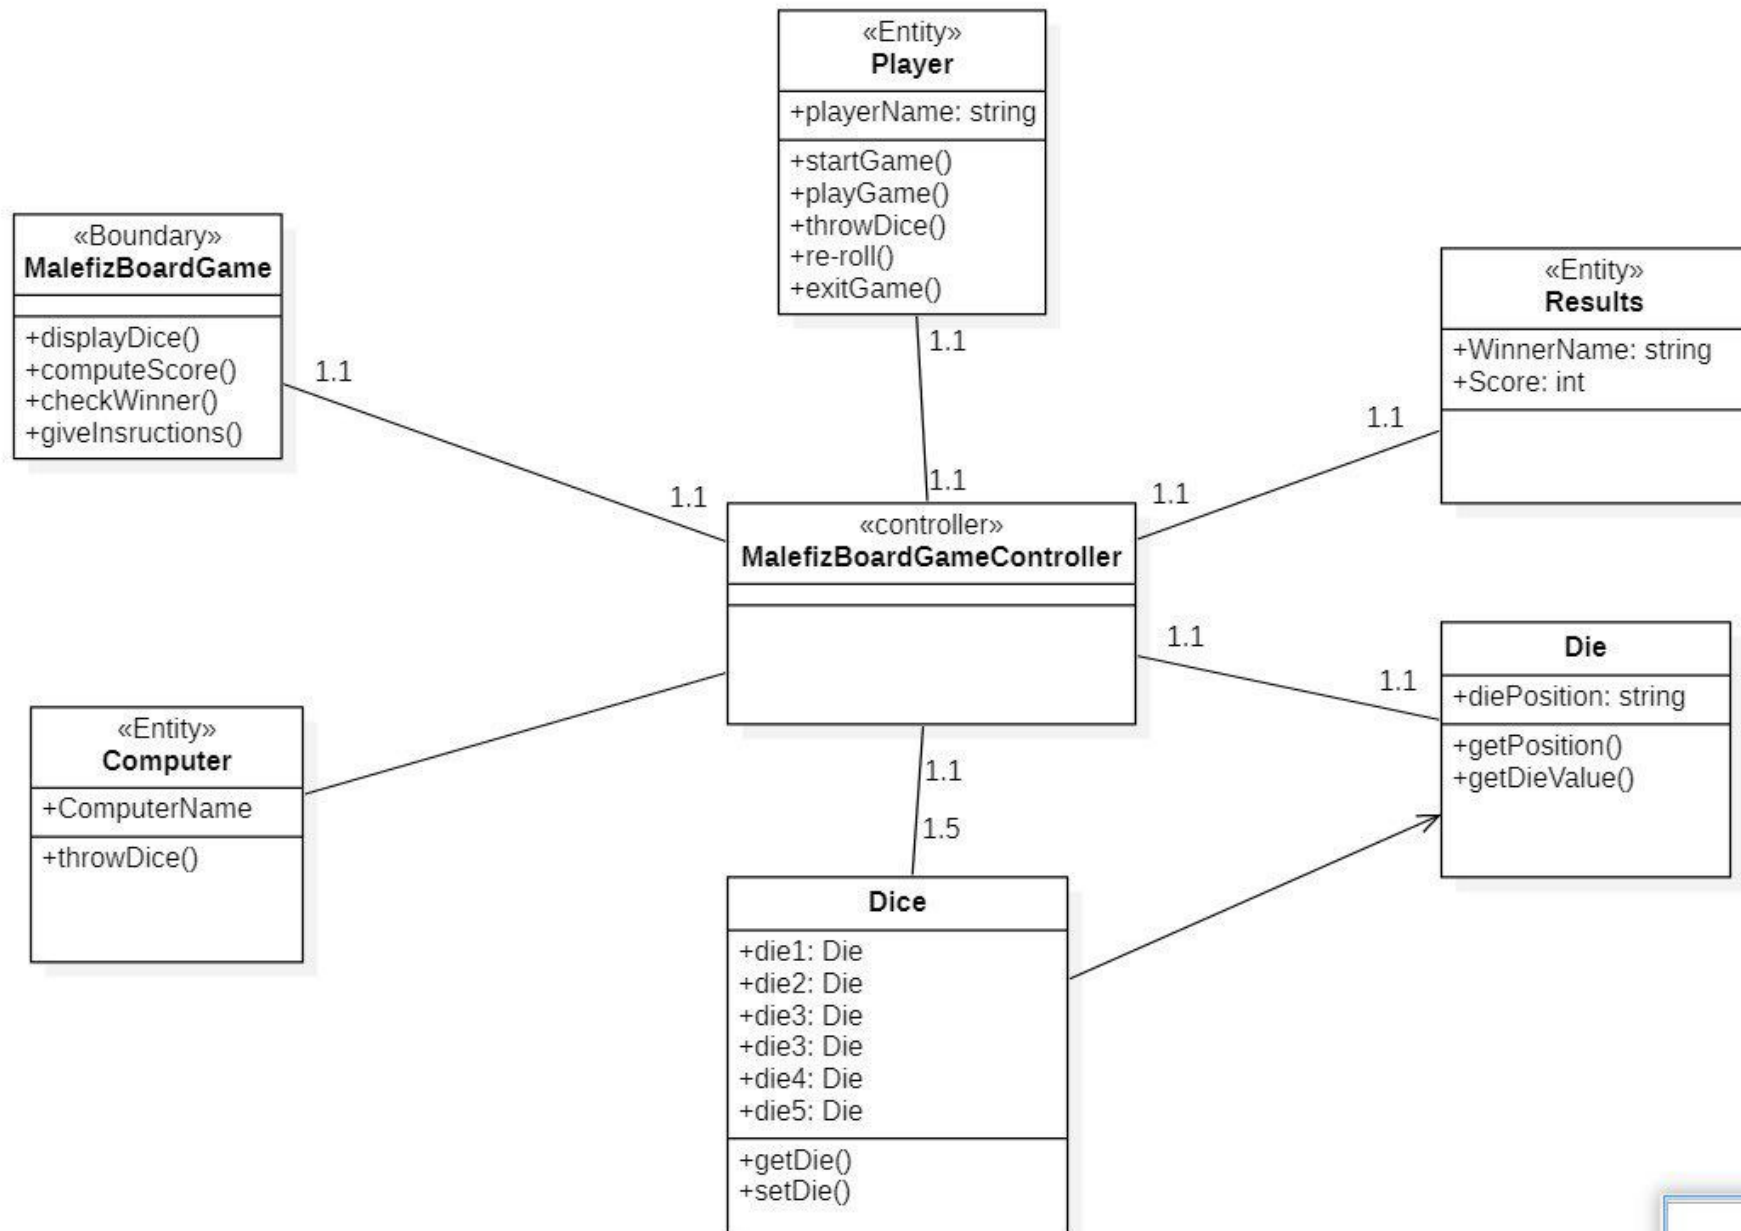 «Entity»
Player
+playerName: string
+startGame()
+playGame()
+throwDice()
+re-roll()
+exitGame()
«Boundary»
MalefizBoardGame
+displayDice()
+computeScore()
+checkWinner()
+giveInsructions()
«Entity»
Results
+WinnerName: string
+Score: int
1.1
1.1
1.1
1.1
1.1
1.1
«controller»
MalefizBoardGameController
1.1
1.1
Die
+diePosition: string
+getPosition()
+getDieValue()
«Entity»
Computer
+ComputerName
+throwDice()
1.1
1.5
Dice
+die1: Die
+die2: Die
+die3: Die
+die3: Die
+die4: Die
+die5: Die
+getDie()
+setDie()